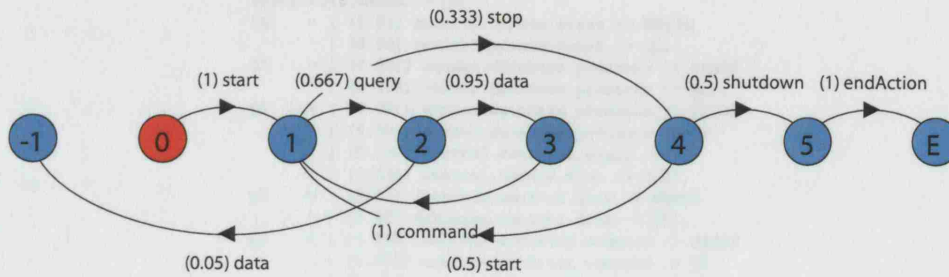 (0.333) stop
(1) start
(0.667) query
(0.95) data
(0.5) shutdown
(1) endAction
-1
0
1
2
3
4
5
E
(1) command
(0.05) data
(0.5) start